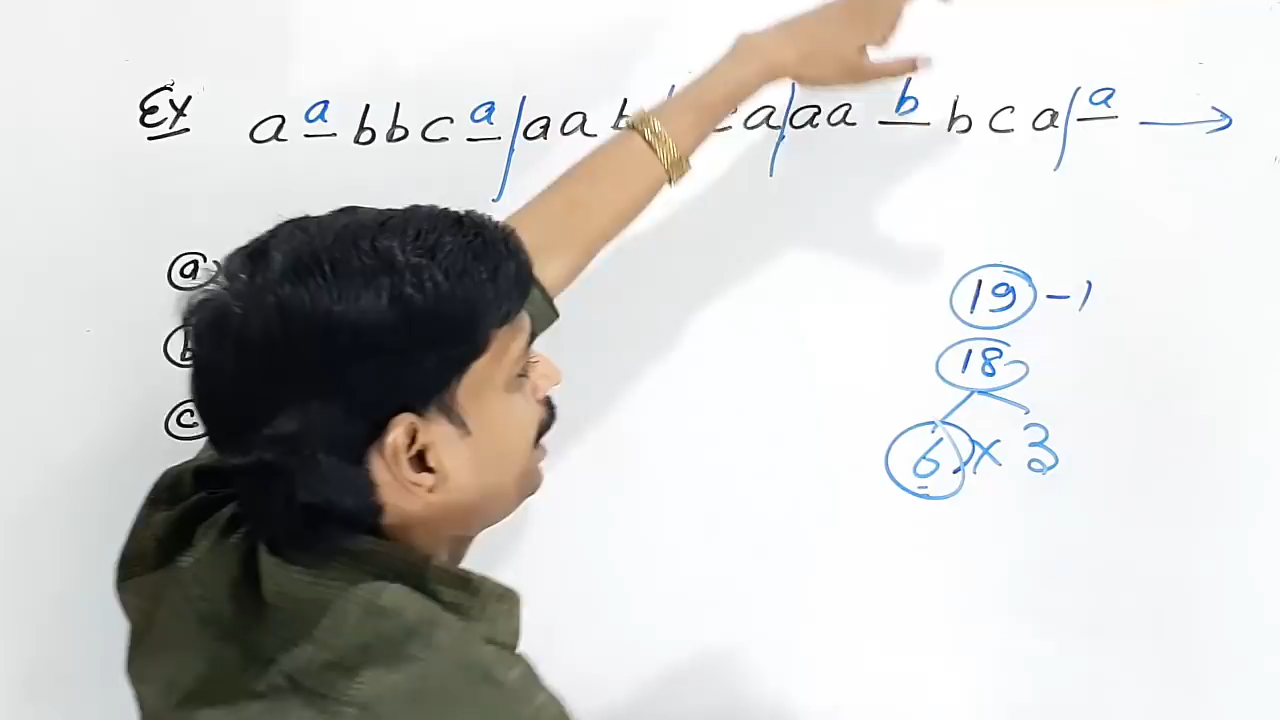 Ex a a b b c a / a a b c a / a a b b c a / a →
ⓐ
ⓑ
ⓒ
19 - 1
18
6 x 3